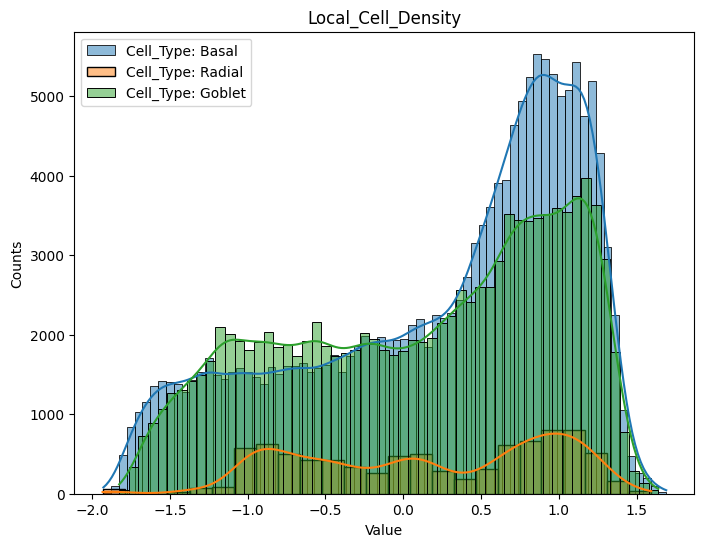 Local_Cell_Density
Cell_Type: Basal
Cell_Type: Radial
Cell_Type: Goblet
Counts
5000
4000
3000
2000
1000
0
−2.0 −1.5 −1.0 −0.5 0.0 0.5 1.0 1.5
Value